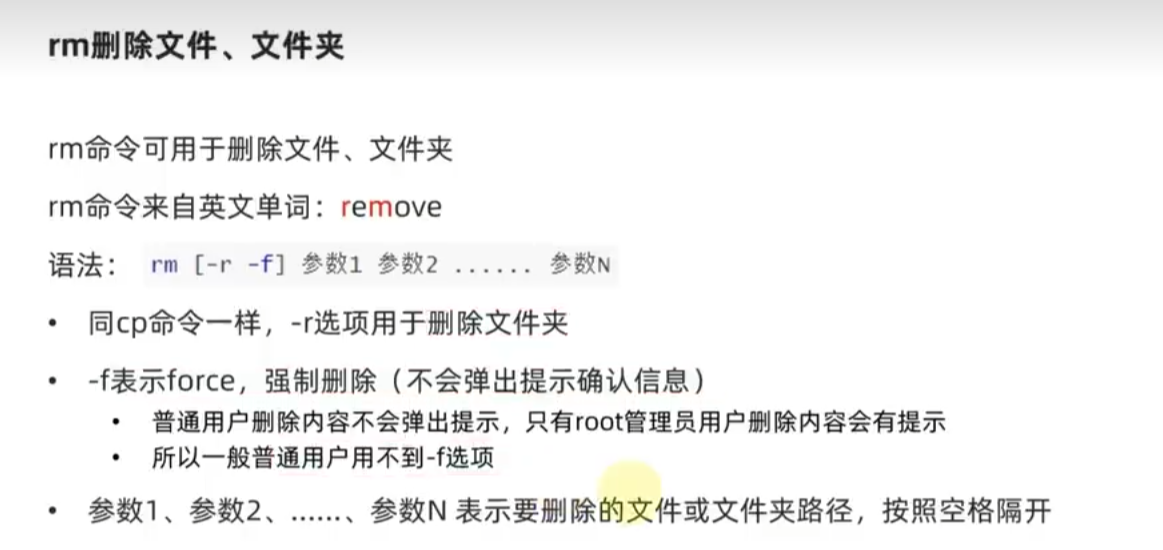 rm删除文件、文件夹
rm命令可用于删除文件、文件夹
rm命令来自英文单词：remove
语法： rm [-r -f] 参数1 参数2 ...... 参数N
• 同cp命令一样，-r选项用于删除文件夹
• -f表示force，强制删除（不会弹出提示确认信息）
• 普通用户删除内容不会弹出提示，只有root管理员用户删除内容会有提示
• 所以一般普通用户用不到-f选项
• 参数1、参数2、......、参数N 表示要删除的文件或文件夹路径，按照空格隔开